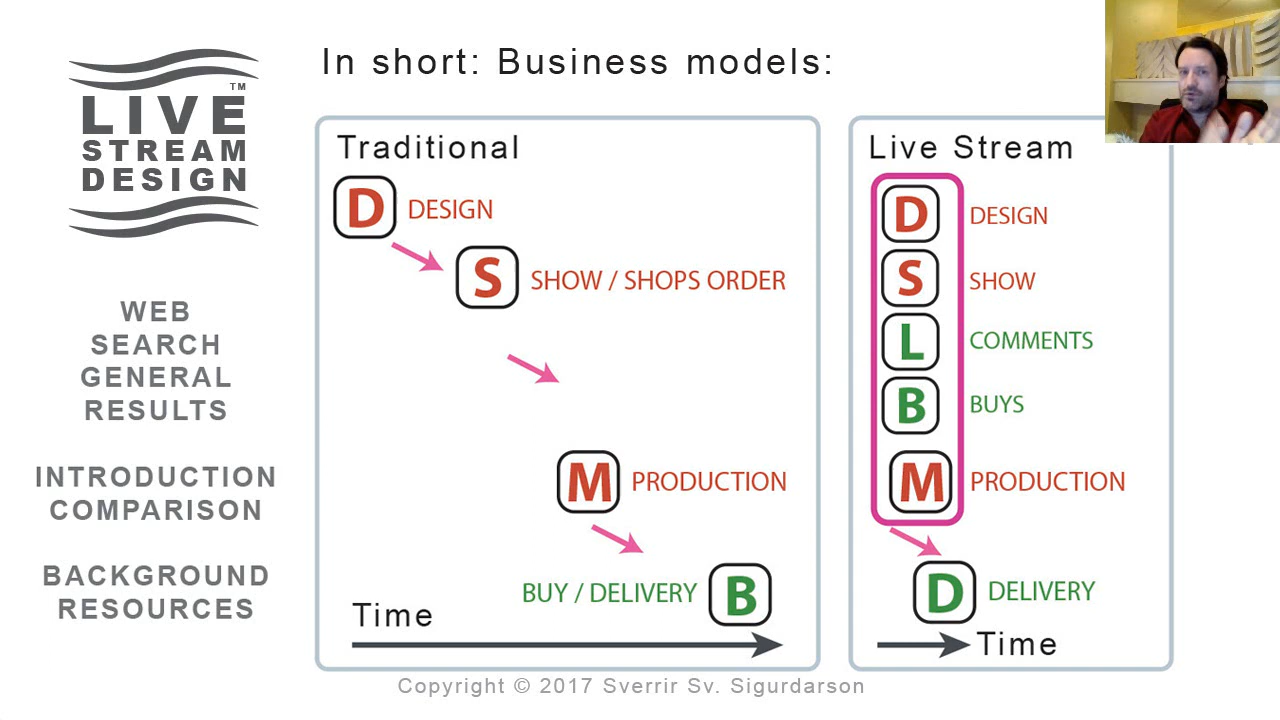 In short: Business models:
™
LIVE
STREAM
DESIGN
WEB
SEARCH
GENERAL
RESULTS
INTRODUCTION
COMPARISON
BACKGROUND
RESOURCES
Traditional
D DESIGN
S SHOW / SHOPS ORDER
M PRODUCTION
BUY / DELIVERY B
Time
Live Stream
D DESIGN
S SHOW
L COMMENTS
B BUYS
M PRODUCTION
D DELIVERY
Time
Copyright © 2017 Sverrir Sv. Sigurdarson